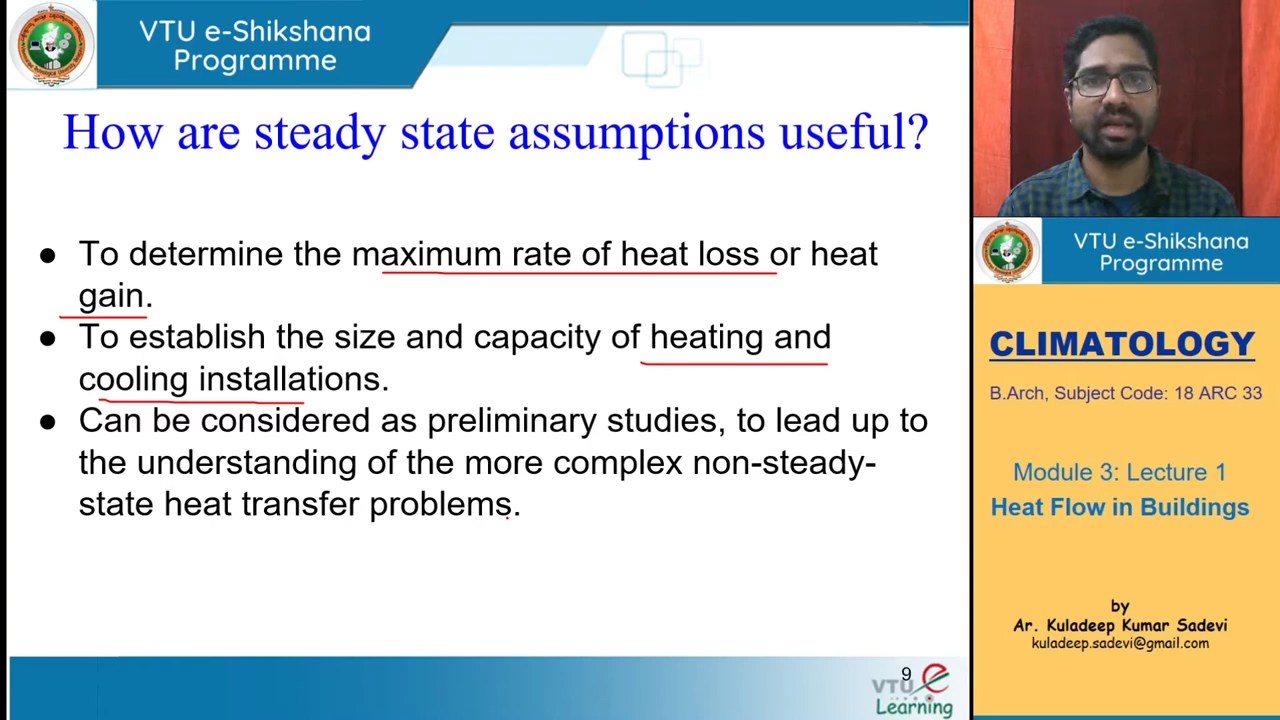 VTU e-Shikshana
Programme
How are steady state assumptions useful?
● To determine the maximum rate of heat loss or heat
gain.
● To establish the size and capacity of heating and
cooling installations.
● Can be considered as preliminary studies, to lead up to
the understanding of the more complex non-steady-
state heat transfer problems.
9
VTU e
Learning
VTU e-Shikshana
Programme
CLIMATOLOGY
B.Arch, Subject Code: 18 ARC 33
Module 3: Lecture 1
Heat Flow in Buildings
by
Ar. Kuladeep Kumar Sadevi
kuladeep.sadevi@gmail.com